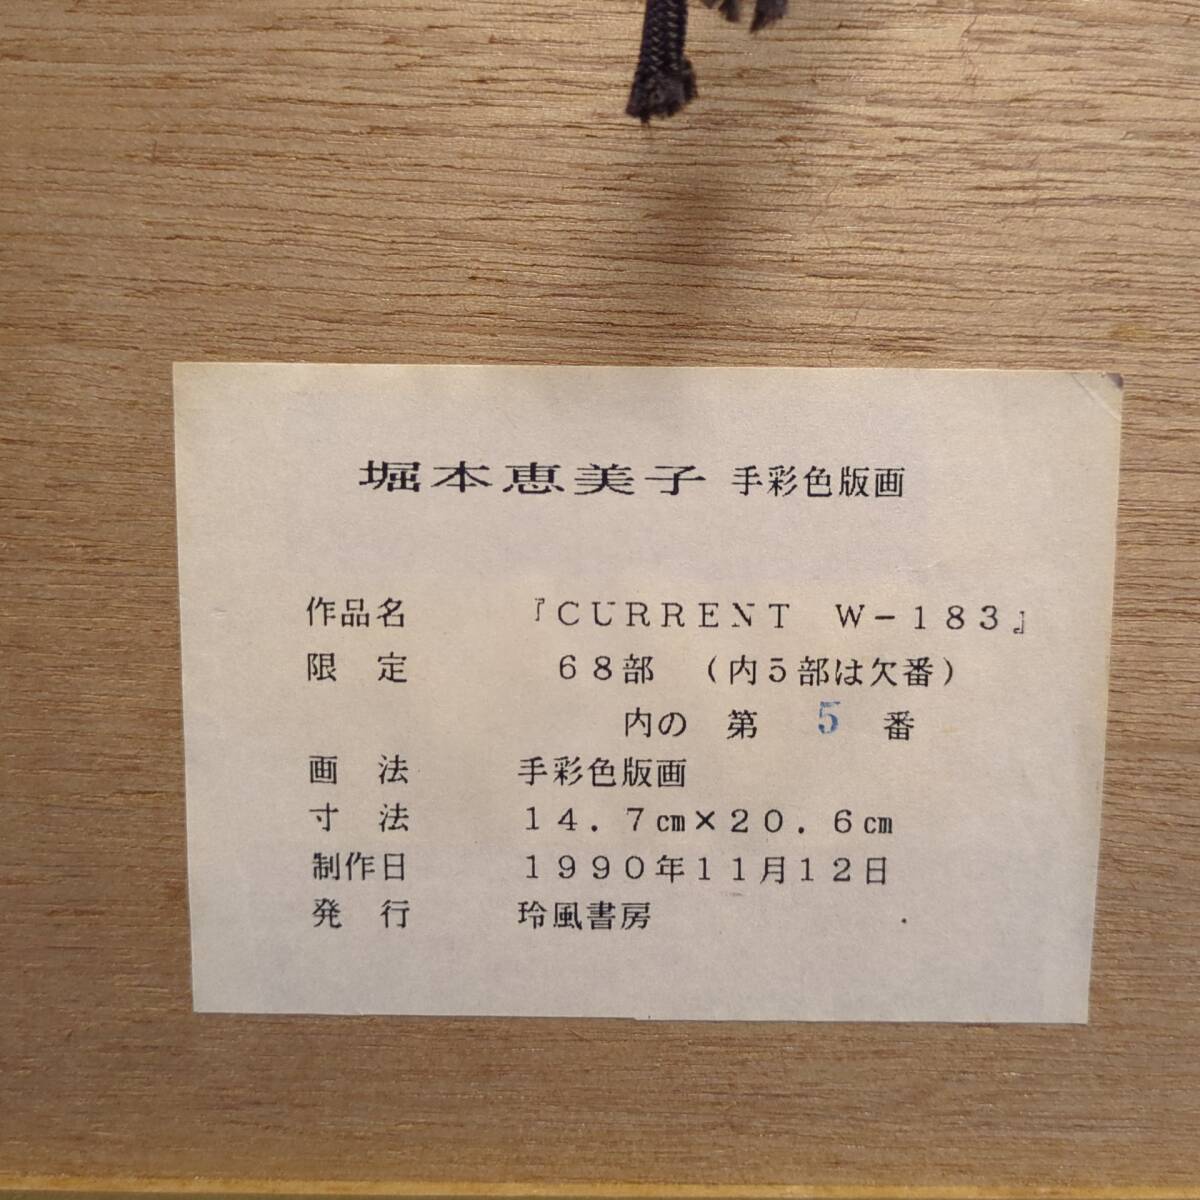 堀本恵美子 手彩色版画
作品名 『CURRENT W-183』
限 定 68部 (内5部は欠番)
内の 第 5 番
画 法 手彩色版画
寸 法 14.7㎝×20.6㎝
制作日 1990年11月12日
発 行 玲風書房